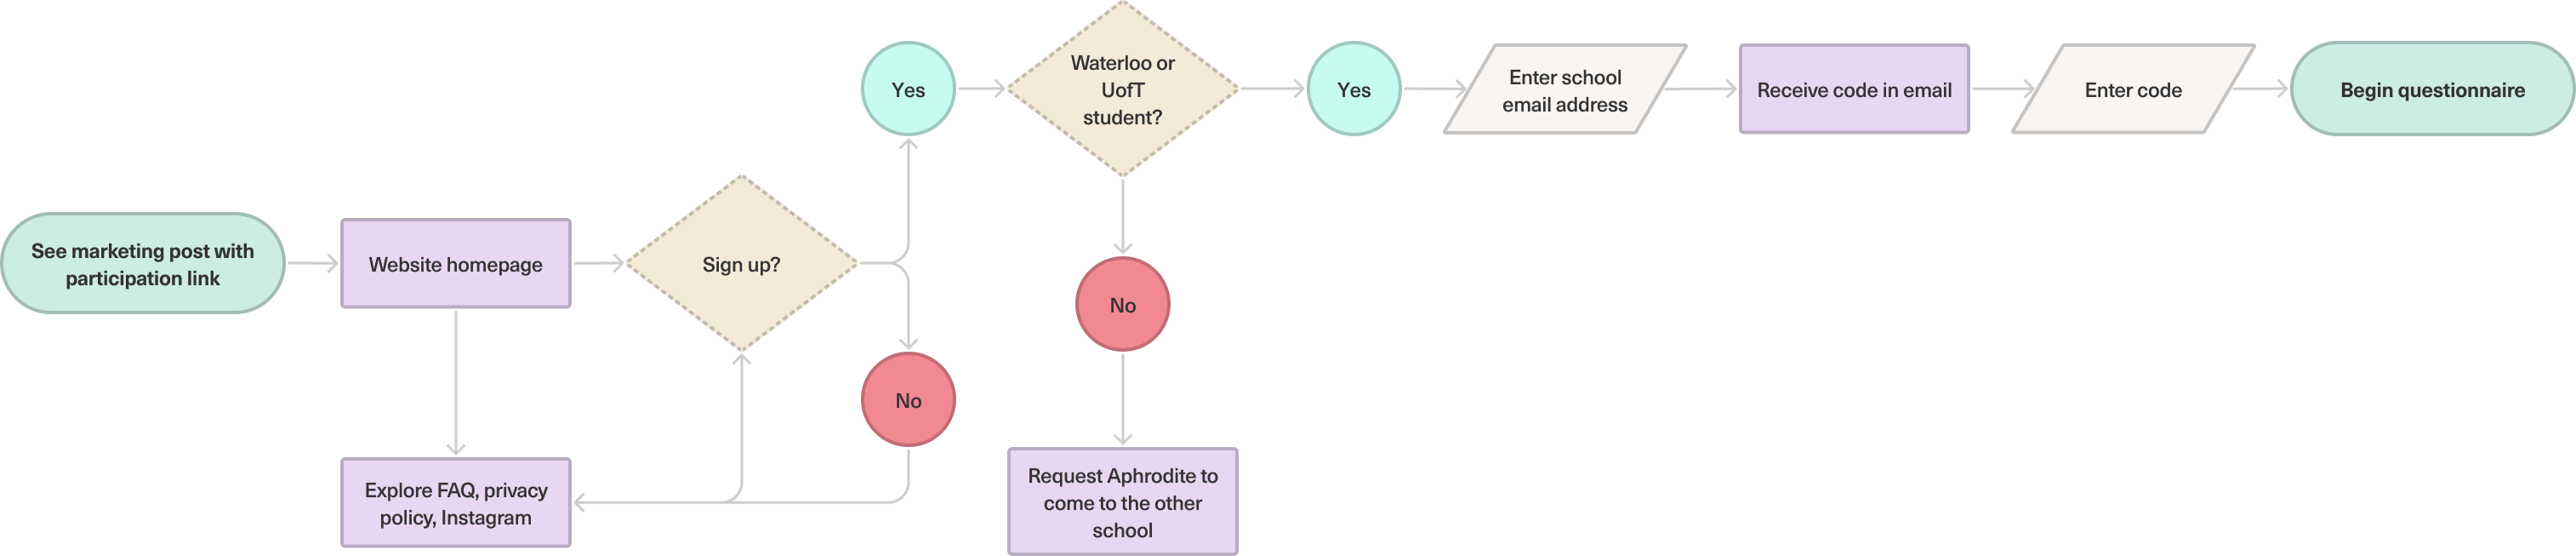 See marketing post with
participation link
Website homepage
Explore FAQ, privacy
policy, Instagram
Sign up?
Yes
No
Waterloo or
UofT
student?
No
Request Aphrodite to
come to the other
school
Yes
Enter school
email address
Receive code in email
Enter code
Begin questionnaire